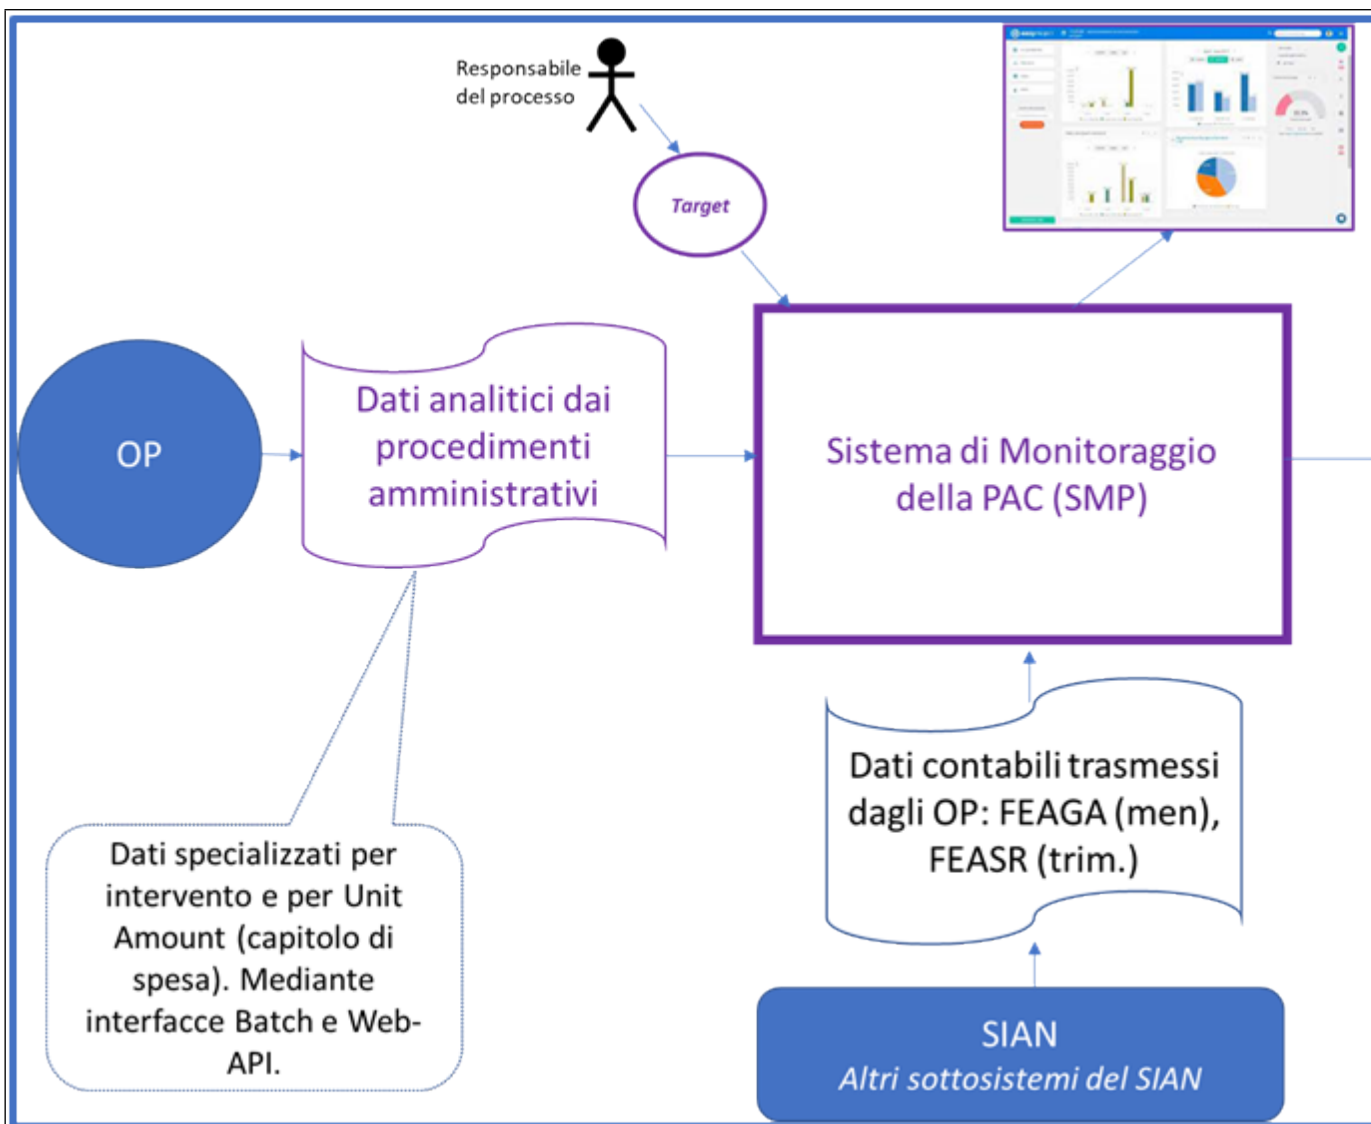 Responsabile
del processo
Target
OP
Dati analitici dai
procedimenti
amministrativi
Sistema di Monitoraggio
della PAC (SMP)
Dati contabili trasmessi
dagli OP: FEAGA (men),
FEASR (trim.)
Dati specializzati per
intervento e per Unit
Amount (capitolo di
spesa). Mediante
interfacce Batch e Web-
API.
SIAN
Altri sottosistemi del SIAN